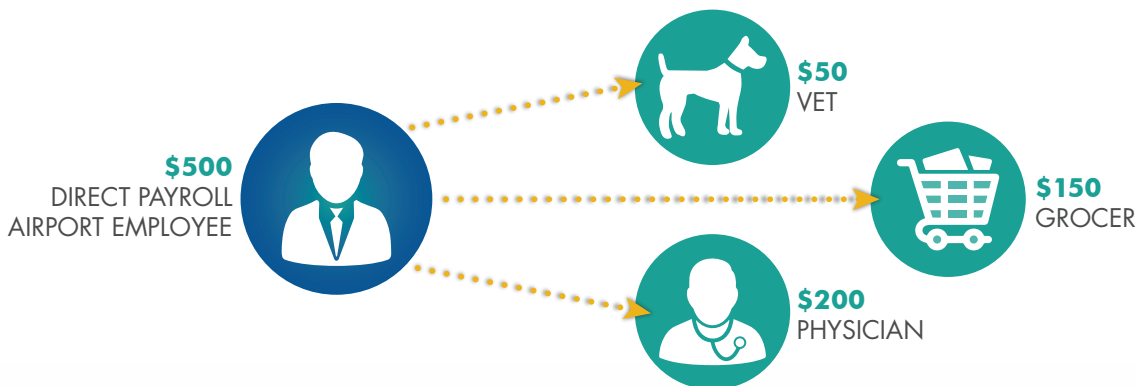 $500
DIRECT PAYROLL
AIRPORT EMPLOYEE
$50
VET
$150
GROCER
$200
PHYSICIAN